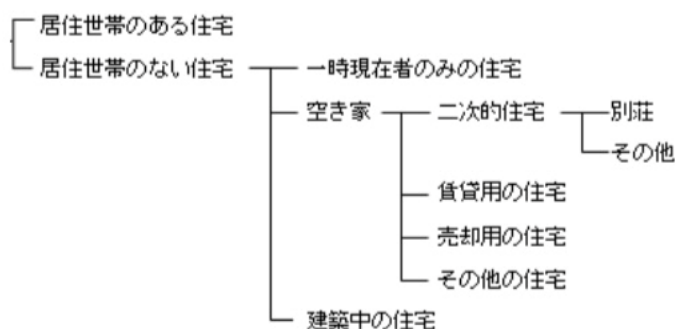 居住世帯のある住宅
居住世帯のない住宅
一時現在者のみの住宅
空き家
二次的住宅
別荘
その他
賃貸用の住宅
売却用の住宅
その他の住宅
建築中の住宅